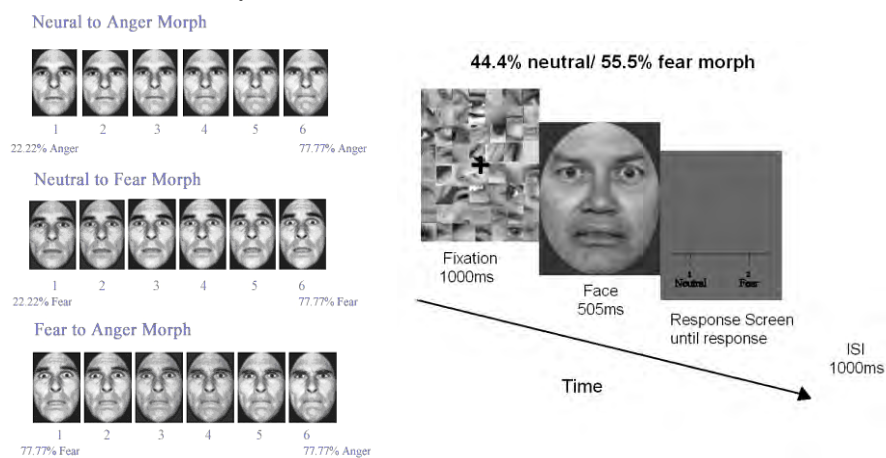 Neural to Anger Morph
1 2 3 4 5 6
22.22% Anger 77.77% Anger
Neutral to Fear Morph
1 2 3 4 5 6
22.22% Fear 77.77% Fear
Fear to Anger Morph
1 2 3 4 5 6
77.77% Fear 77.77% Anger
44.4% neutral/ 55.5% fear morph
Fixation
1000ms
Face
505ms
1 2
Neutral Fear
Response Screen
until response
ISI
1000ms
Time